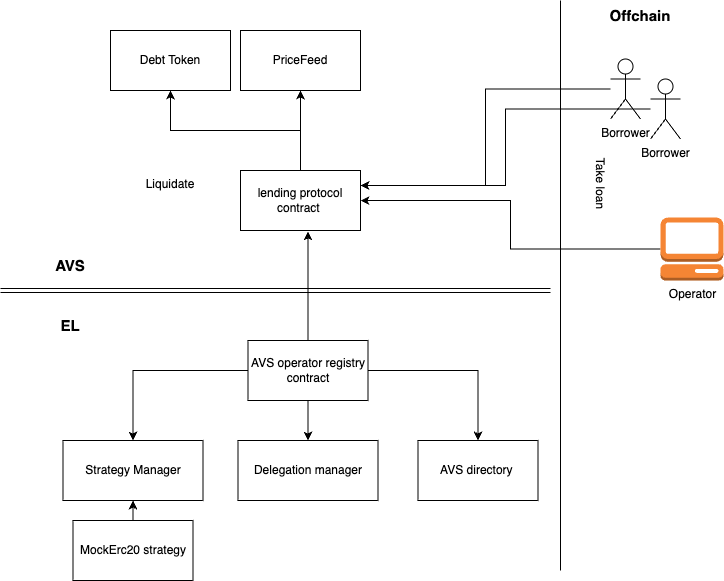 Offchain
Debt Token
PriceFeed
Borrower
Borrower
Take loan
Liquidate
lending protocol
contract
Operator
AVS
EL
AVS operator registry
contract
Strategy Manager
Delegation manager
AVS directory
MockErc20 strategy